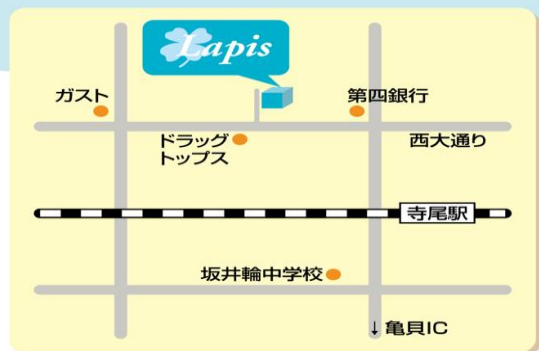 Lapis
ガスト
第四銀行
ドラッグ
トップス
西大通り
寺尾駅
坂井輪中学校
↓亀貝IC